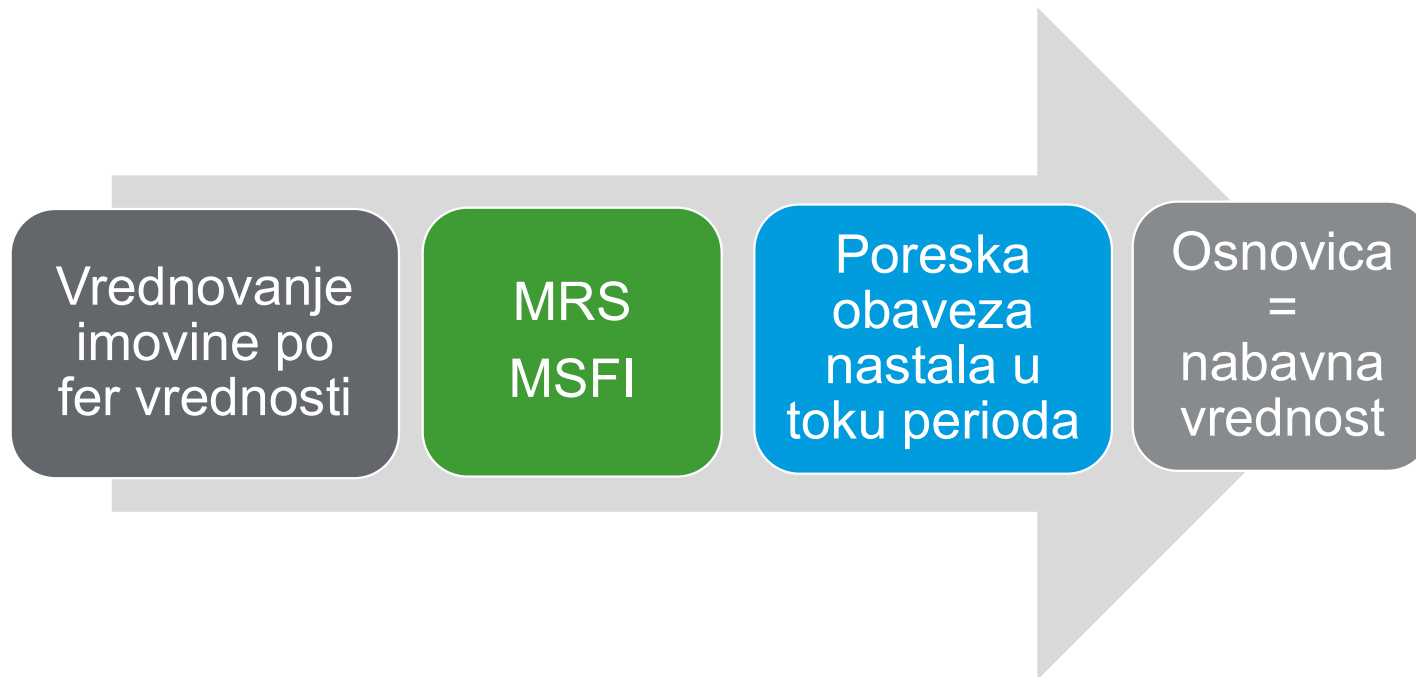 Vrednovanje
imovine po
fer vrednosti
MRS
MSFI
Poreska
obaveza
nastala u
toku perioda
Osnovica
=
nabavna
vrednost